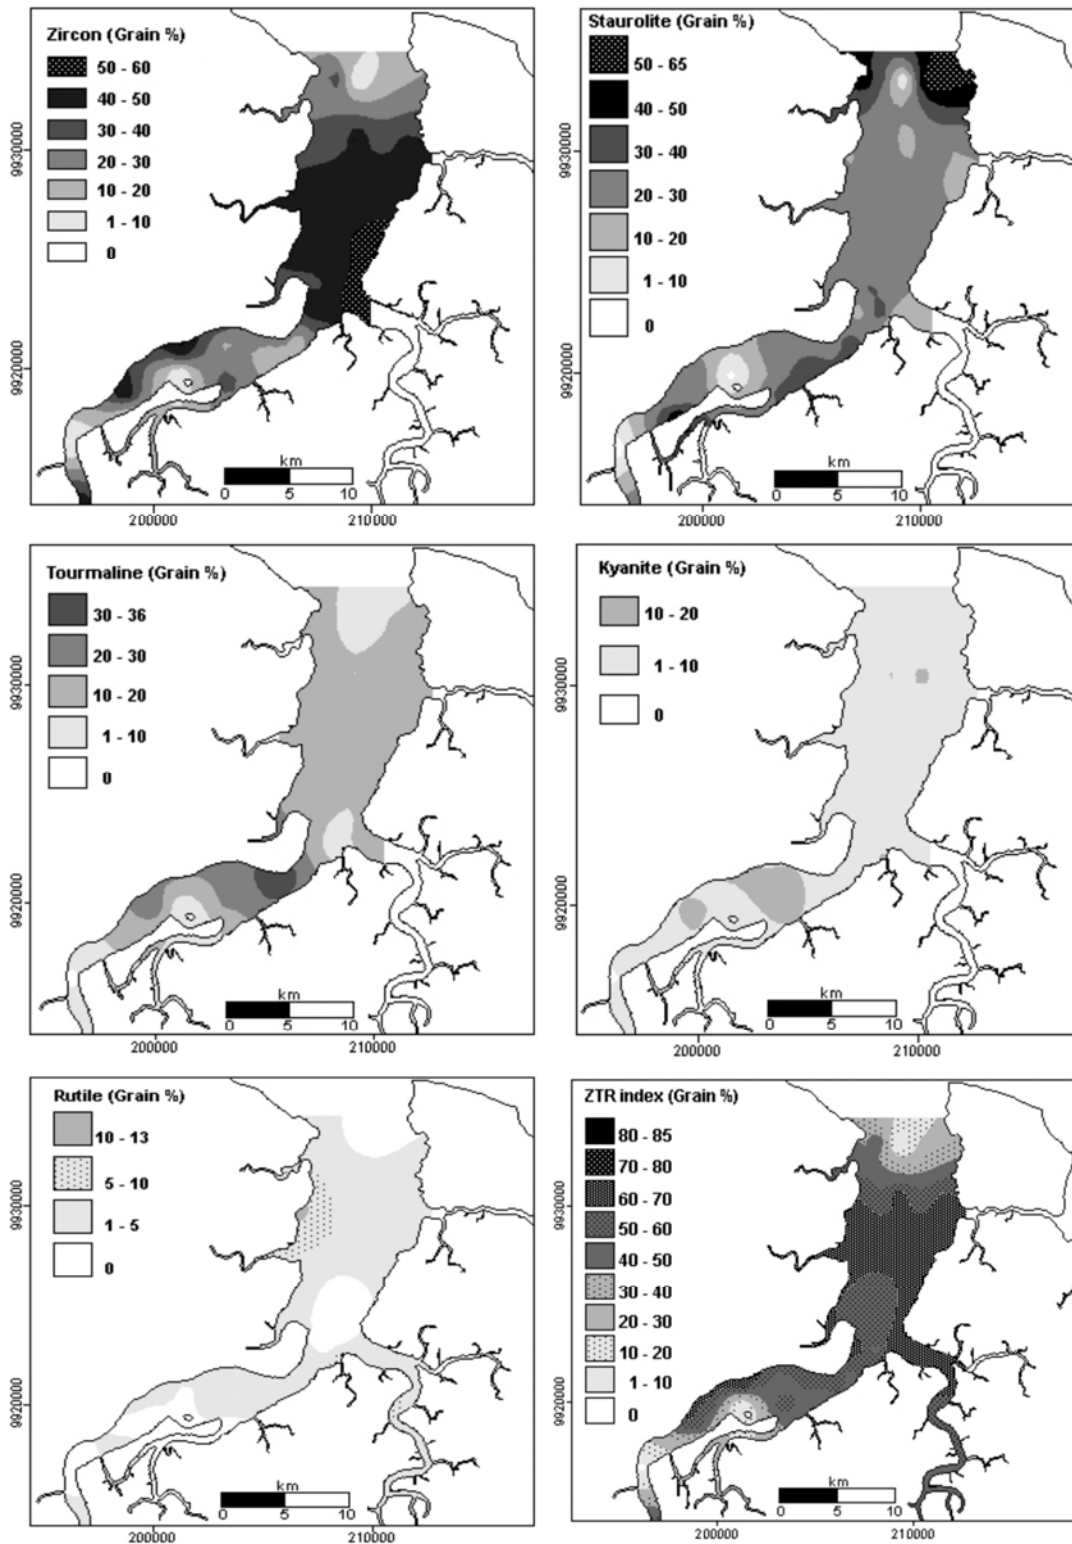 Zircon (Grain %)
50 - 60
40 - 50
30 - 40
20 - 30
10 - 20
1 - 10
0
9930000
9920000
km
0 5 10
200000 210000
Staurolite (Grain %)
50 - 65
40 - 50
30 - 40
20 - 30
10 - 20
1 - 10
0
9930000
9920000
km
0 5 10
200000 210000
Tourmaline (Grain %)
30 - 36
20 - 30
10 - 20
1 - 10
0
9930000
9920000
km
0 5 10
200000 210000
Kyanite (Grain %)
10 - 20
1 - 10
0
9930000
9920000
km
0 5 10
200000 210000
Rutile (Grain %)
10 - 13
5 - 10
1 - 5
0
9930000
9920000
km
0 5 10
200000 210000
ZTR index (Grain %)
80 - 85
70 - 80
60 - 70
50 - 60
40 - 50
30 - 40
20 - 30
10 - 20
1 - 10
0
9930000
9920000
km
0 5 10
200000 210000